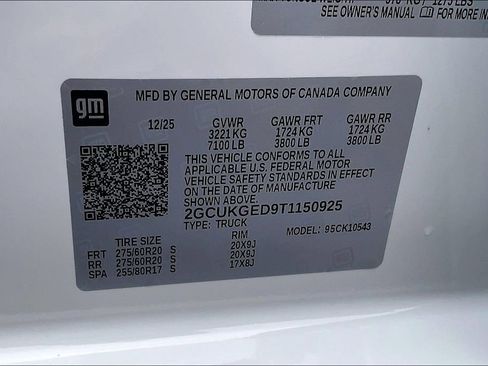 SEE OWNER'S MANUAL FOR MORE IN
gm
MFD BY GENERAL MOTORS OF CANADA COMPANY
12/25 GVWR GAWR FRT GAWR RR
3221 KG 1724 KG 1724 KG
7100 LB 3800 LB 3800 LB
THIS VEHICLE CONFORMS TO ALL
APPLICABLE U.S. FEDERAL MOTOR
VEHICLE SAFETY STANDARDS IN EFFECT
ON THE DATE OF MANUFACTURE
SHOWN ABOVE.
2GCUKGED9T1150925
TYPE: TRUCK MODEL: 95CK10543
TIRE SIZE RIM
FRT 275/60R20 S 20X9J
RR 275/60R20 S 20X9J
SPA 255/80R17 S 17X8J